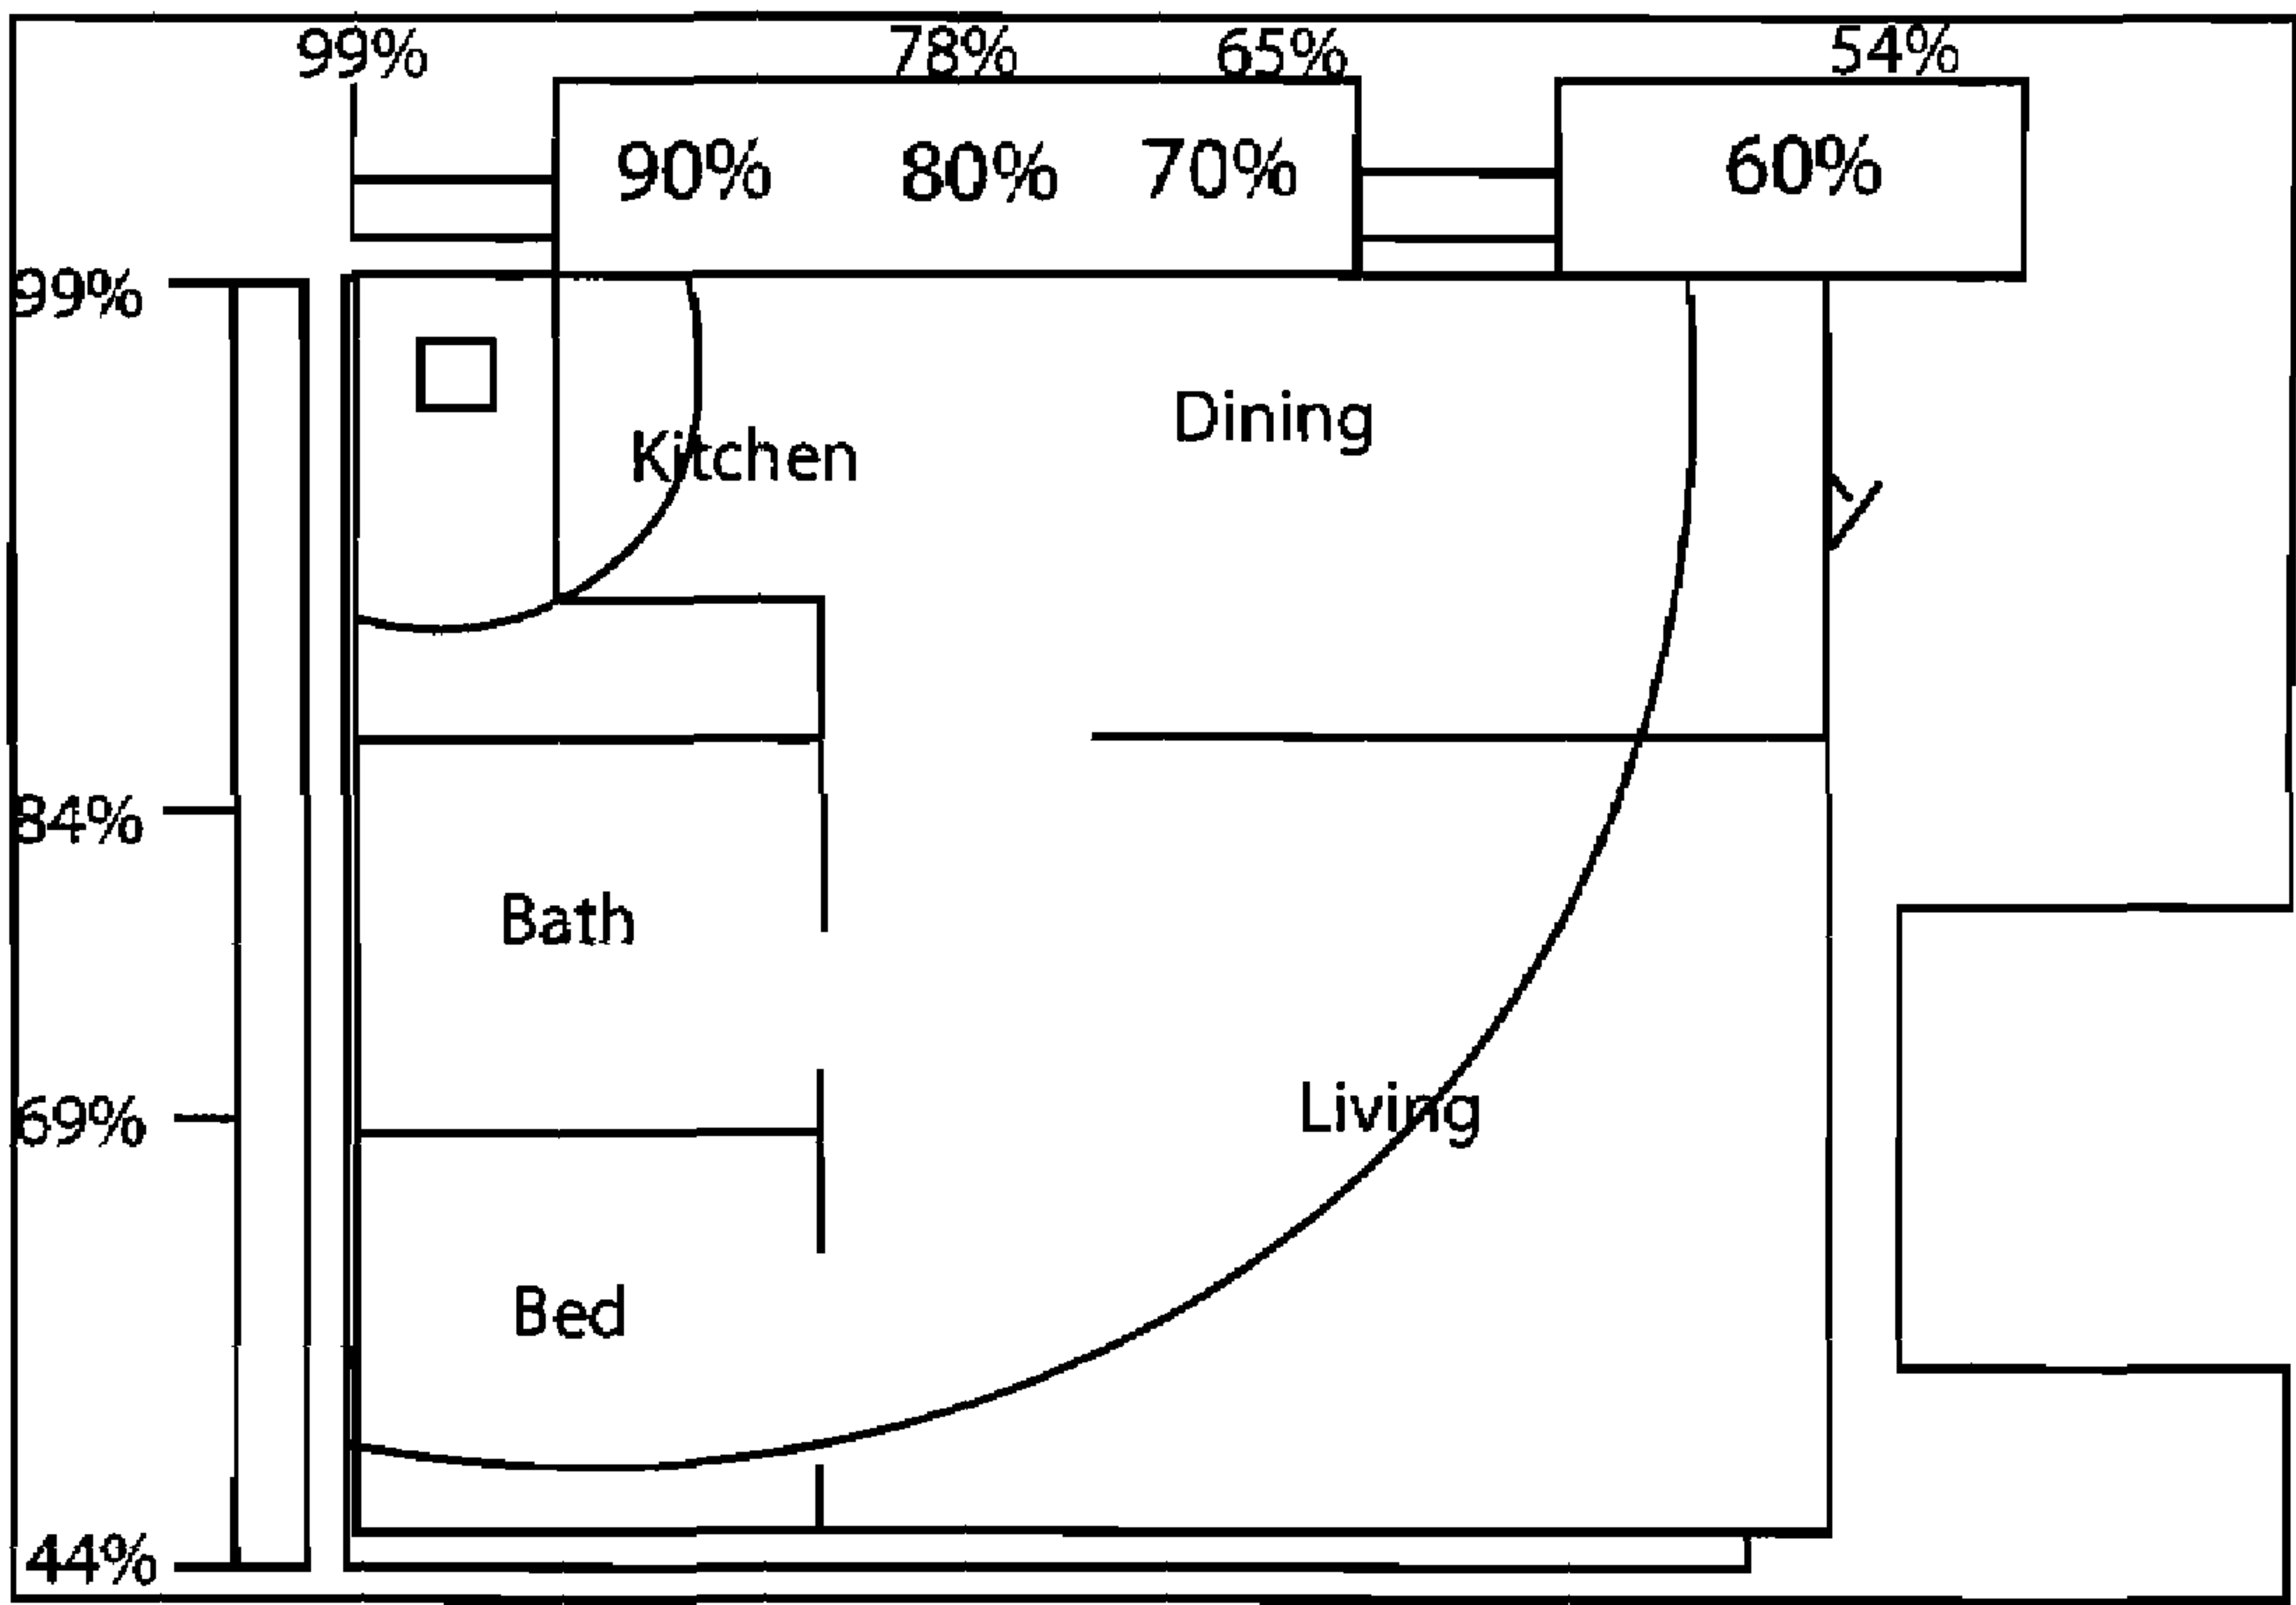 99% 78% 65% 54%
90% 80% 70% 60%
99%
Dining
Kitchen
84%
Bath
69%
Living
Bed
44%